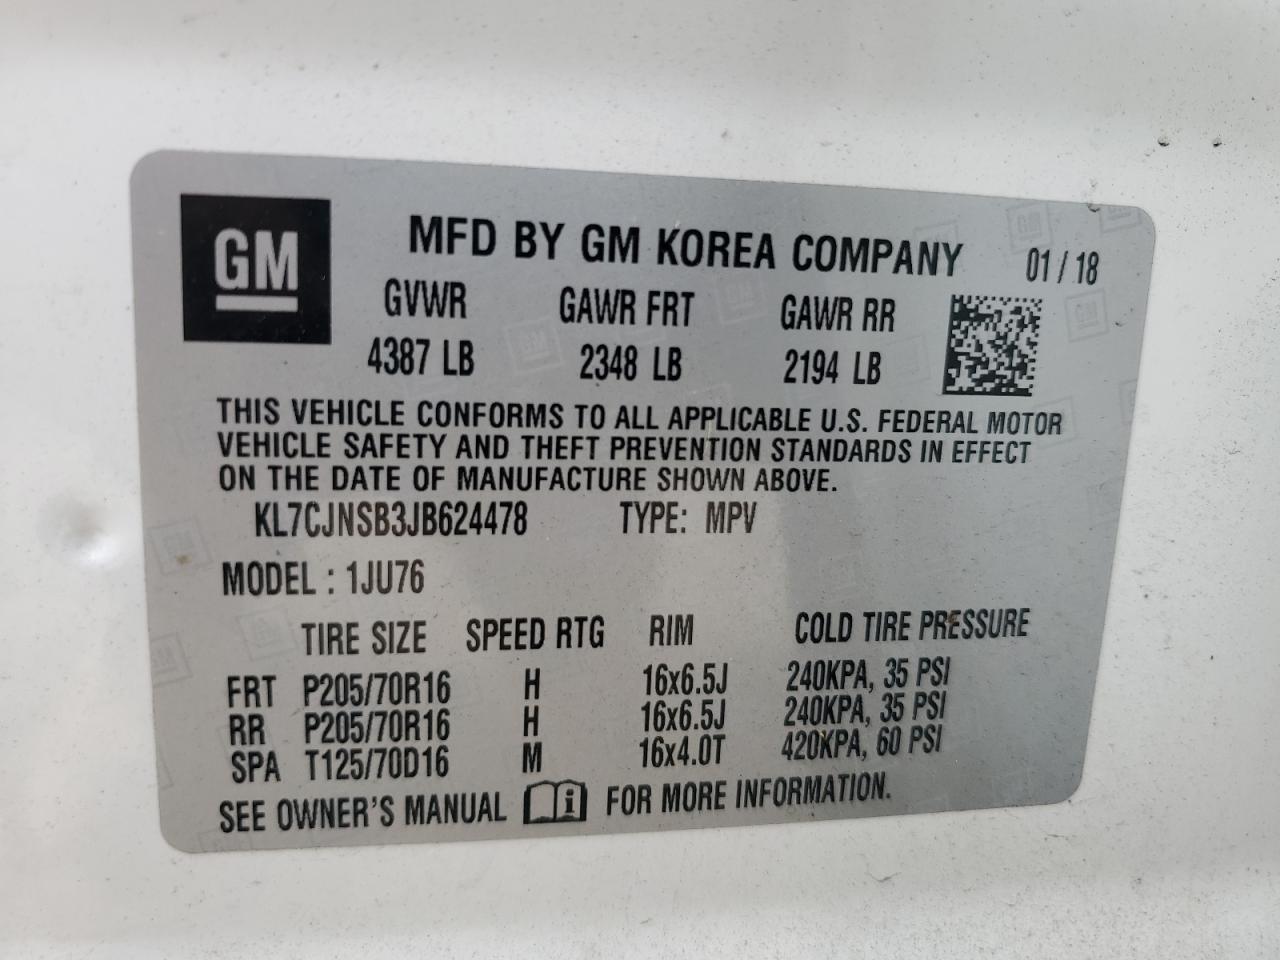 GM
MFD BY GM KOREA COMPANY 01 / 18
GVWR GAWR FRT GAWR RR
4387 LB 2348 LB 2194 LB
THIS VEHICLE CONFORMS TO ALL APPLICABLE U.S. FEDERAL MOTOR
VEHICLE SAFETY AND THEFT PREVENTION STANDARDS IN EFFECT
ON THE DATE OF MANUFACTURE SHOWN ABOVE.
KL7CJNSB3JB624478 TYPE: MPV
MODEL : 1JU76
TIRE SIZE SPEED RTG RIM COLD TIRE PRESSURE
FRT P205/70R16 H 16x6.5J 240KPA, 35 PSI
RR P205/70R16 H 16x6.5J 240KPA, 35 PSI
SPA T125/70D16 M 16x4.0T 420KPA, 60 PSI
SEE OWNER'S MANUAL i FOR MORE INFORMATION.